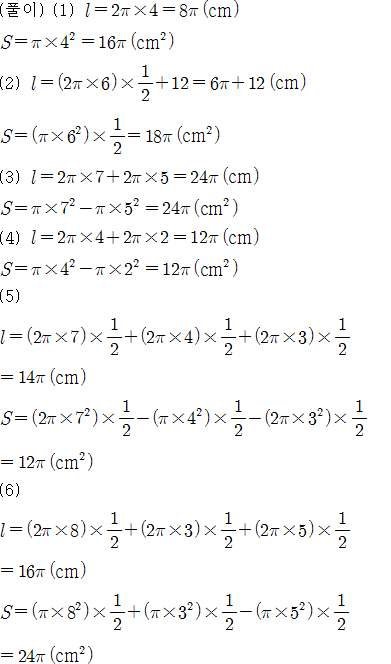 (풀이) (1) l=2π×4=8π(cm)
S=π×4²=16π(cm²)
(2) l=(2π×6)×1/2+12=6π+12(cm)
S=(π×6²)×1/2=18π(cm²)
(3) l=2π×7+2π×5=24π(cm)
S=π×7²-π×5²=24π(cm²)
(4) l=2π×4+2π×2=12π(cm)
S=π×4²-π×2²=12π(cm²)
(5)
l=(2π×7)×1/2+(2π×4)×1/2+(2π×3)×1/2
=14π(cm)
S=(2π×7²)×1/2-(π×4²)×1/2-(2π×3²)×1/2
=12π(cm²)
(6)
l=(2π×8)×1/2+(2π×3)×1/2+(2π×5)×1/2
=16π(cm)
S=(π×8²)×1/2+(π×3²)×1/2-(π×5²)×1/2
=24π(cm²)